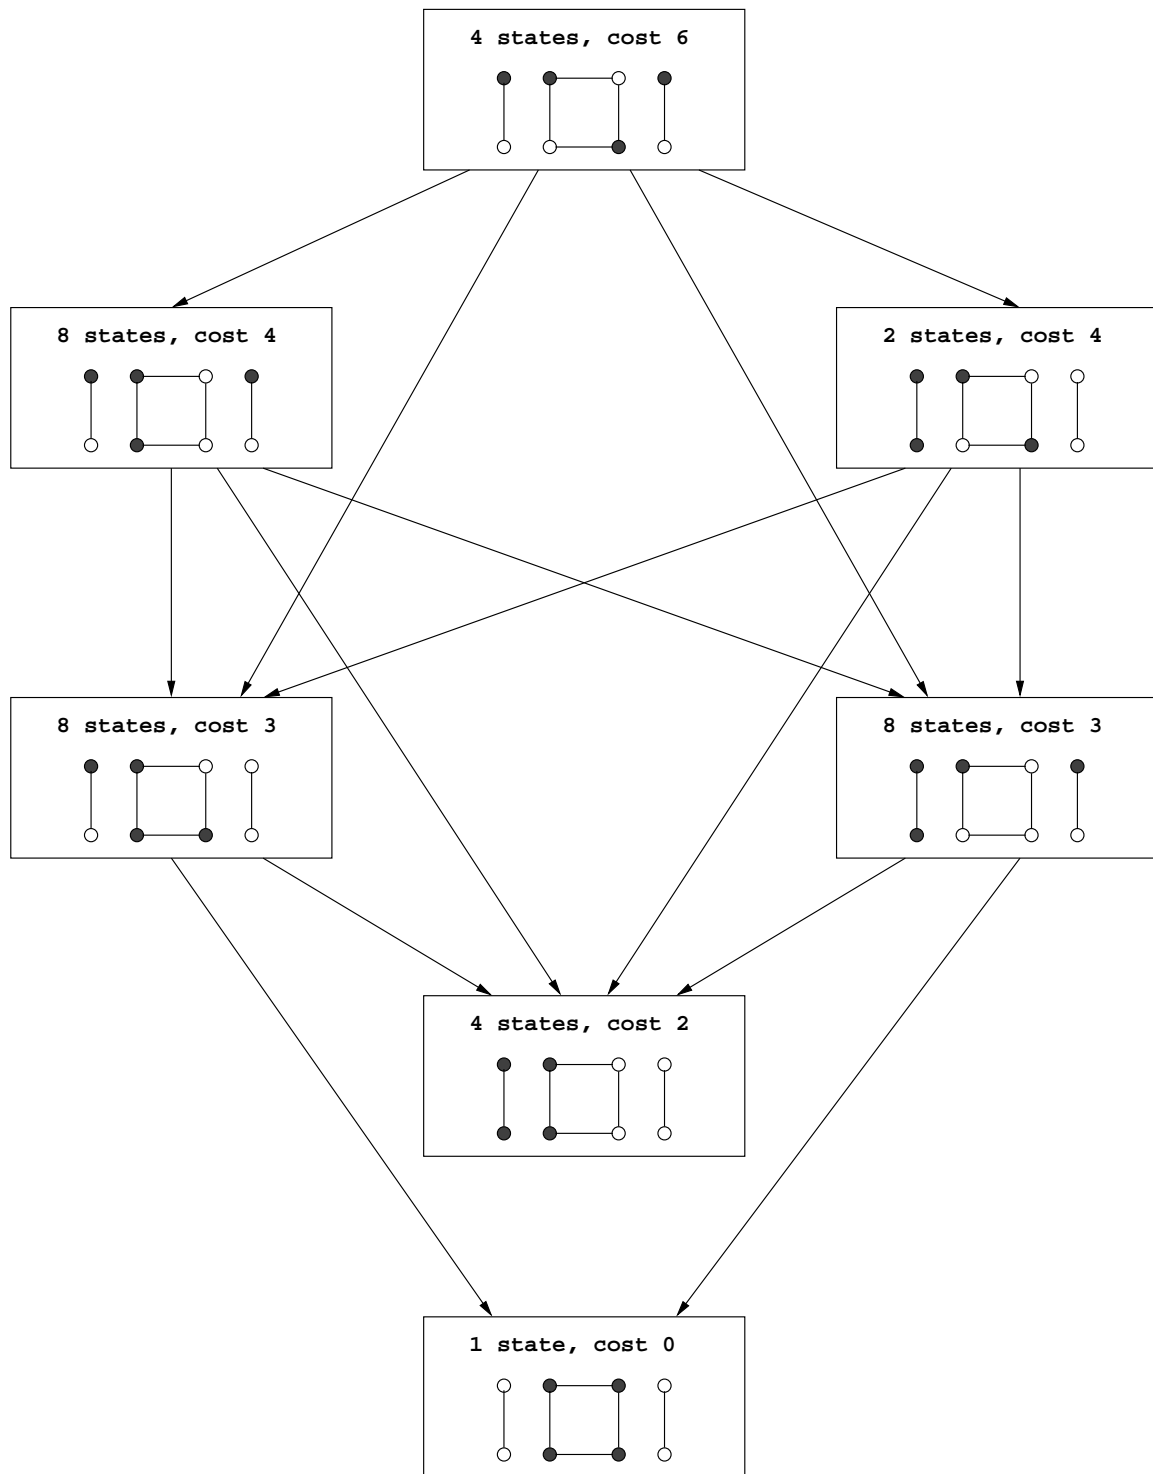 4 states, cost 6
8 states, cost 4
2 states, cost 4
8 states, cost 3
8 states, cost 3
4 states, cost 2
1 state, cost 0